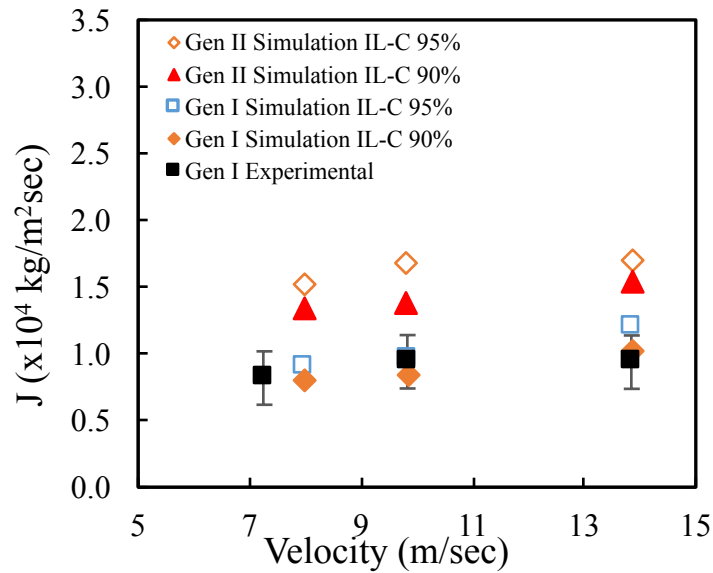 3.5
3.0
2.5
2.0
1.5
1.0
0.5
0.0
J (x10⁴ kg/m²sec)
Gen II Simulation IL-C 95%
Gen II Simulation IL-C 90%
Gen I Simulation IL-C 95%
Gen I Simulation IL-C 90%
Gen I Experimental
5 7 9 11 13 15
Velocity (m/sec)